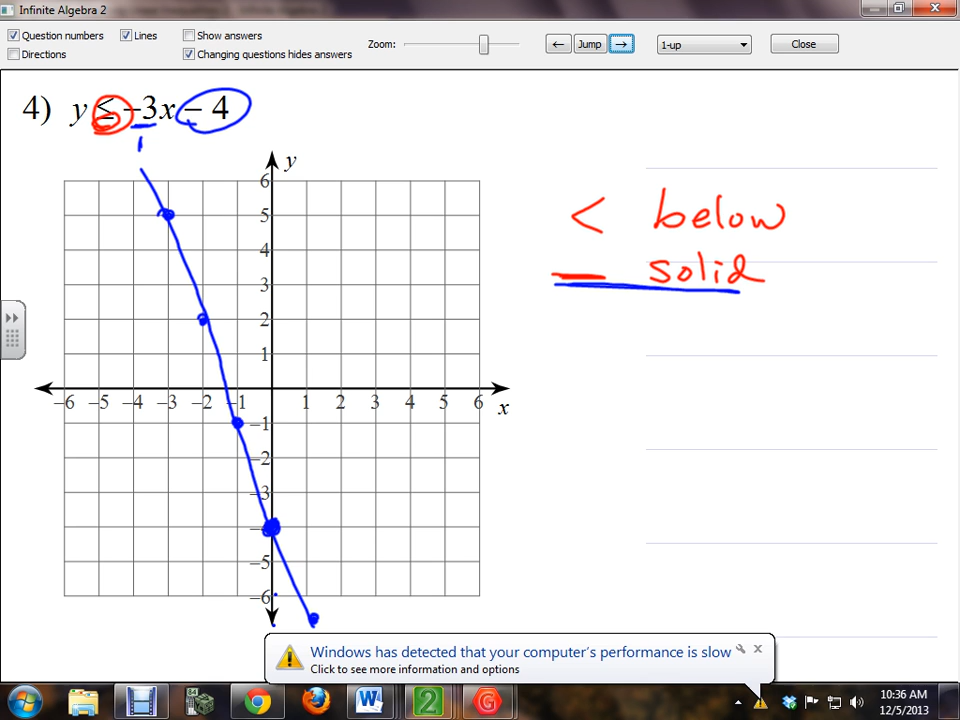 Infinite Algebra 2
Question numbers
Lines
Show answers
Directions
Changing questions hides answers
Zoom:
←
Jump
→
1-up
Close
4) y ≤ −3x − 4
1
y
6
5
4
3
2
1
−6 −5 −4 −3 −2 −1 1 2 3 4 5 6 x
−1
−2
−3
−4
−5
−6
< below
_ solid
Windows has detected that your computer's performance is slow
Click to see more information and options
W
2
G
10:36 AM
12/5/2013